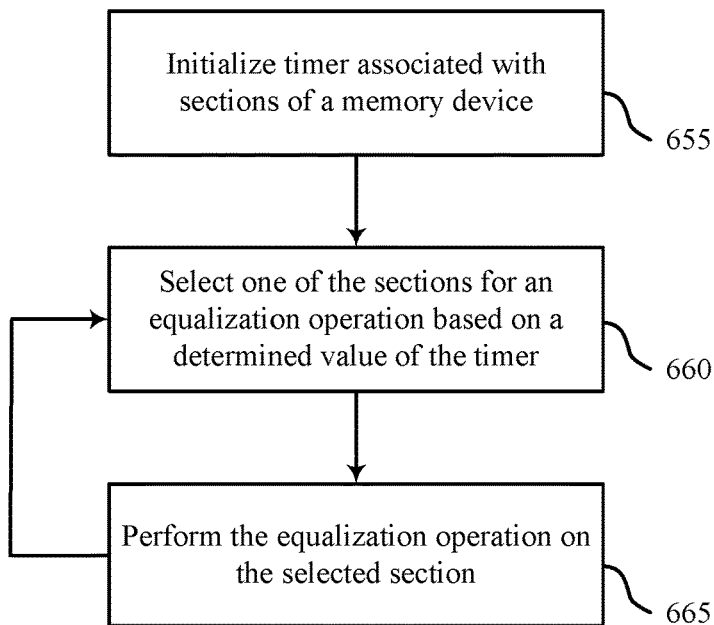 Initialize timer associated with
sections of a memory device
655
Select one of the sections for an
equalization operation based on a
determined value of the timer
660
Perform the equalization operation on
the selected section
665